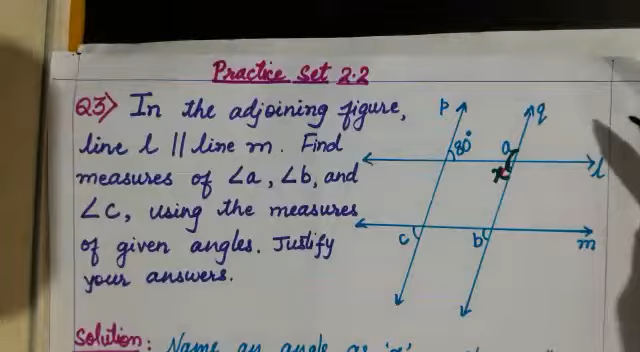 Practice Set 2.2
Q3> In the adjoining figure,
line l || line m. Find
measures of ∠a, ∠b, and
∠c, using the measures
of given angles. Justify
your answers.
p
q
80°
a
x
l
c
b
m
Solution: Name an angle as 'x'